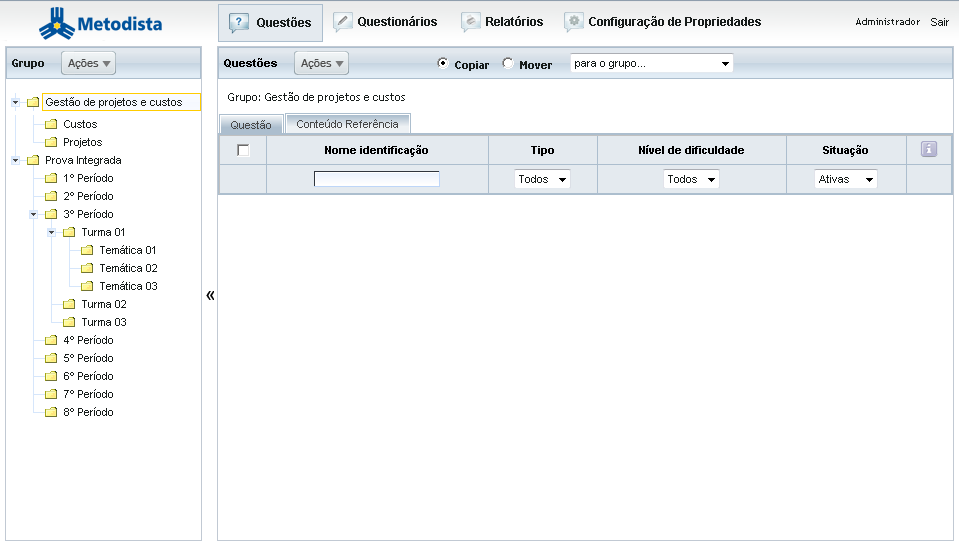 Metodista
Questões
Questionários
Relatórios
Configuração de Propriedades
Administrador
Sair
Grupo
Ações
Gestão de projetos e custos
Custos
Projetos
Prova Integrada
1º Período
2º Período
3º Período
Turma 01
Temática 01
Temática 02
Temática 03
Turma 02
Turma 03
4º Período
5º Período
6º Período
7º Período
8º Período
«
Questões
Ações
Copiar
Mover
para o grupo...
Grupo: Gestão de projetos e custos
Questão
Conteúdo Referência
Nome identificação
Tipo
Nível de dificuldade
Situação
Todos
Todos
Ativas